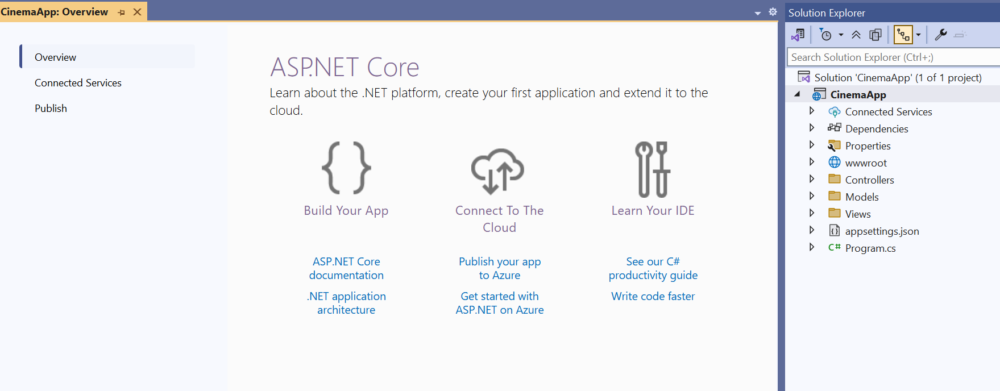 CinemaApp: Overview
Overview
Connected Services
Publish
ASP.NET Core
Learn about the .NET platform, create your first application and extend it to the
cloud.
Build Your App
ASP.NET Core
documentation
.NET application
architecture
Connect To The
Cloud
Publish your app
to Azure
Get started with
ASP.NET on Azure
Learn Your IDE
See our C#
productivity guide
Write code faster
Solution Explorer
Search Solution Explorer (Ctrl+;)
Solution 'CinemaApp' (1 of 1 project)
CinemaApp
Connected Services
Dependencies
Properties
wwwroot
Controllers
Models
Views
appsettings.json
C# Program.cs